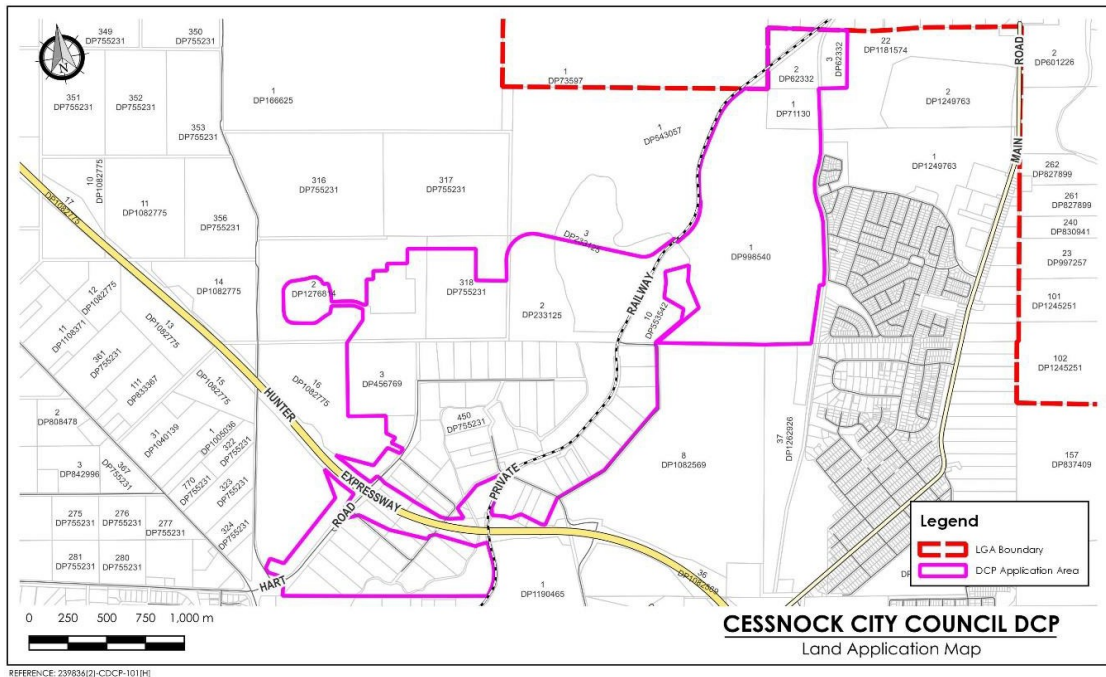 349
DP755231
350
DP755231
22
DP1181574
2
DP601226
ROAD
MAIN
N
351
DP755231
352
DP755231
353
DP755231
1
DP166625
1
DP73597
2
DP62332
3
DP62332
1
DP71130
2
DP1249763
1
DP1249763
1
DP543057
10
DP1082775
17
DP1082775
11
DP1082775
356
DP755231
316
DP755231
317
DP755231
3
DP233125
1
DP998540
262
DP827899
261
DP827899
240
DP830941
23
DP997257
101
DP1245251
102
DP1245251
157
DP837409
14
DP1082775
2
DP1276814
318
DP755231
2
DP233125
RAILWAY
10
DP553542
12
DP1082775
11
DP1108371
13
DP1082775
361
DP755231
111
DP833367
15
DP1082775
16
DP1082775
3
DP456769
HUNTER
450
DP755231
2
DP808478
31
DP1040139
1
DP1005036
322
DP755231
3
DP842996
367
DP755231
770
DP755231
323
DP755231
324
DP755231
EXPRESSWAY
PRIVATE
8
DP1082569
37
DP1262926
275
DP755231
276
DP755231
277
DP755231
281
DP755231
280
DP755231
HART
ROAD
1
DP1190465
36
DP1082569
Legend
LGA Boundary
DCP Application Area
0 250 500 750 1,000 m
CESSNOCK CITY COUNCIL DCP
Land Application Map
REFERENCE: 239836(2)-CDCP-101[H]